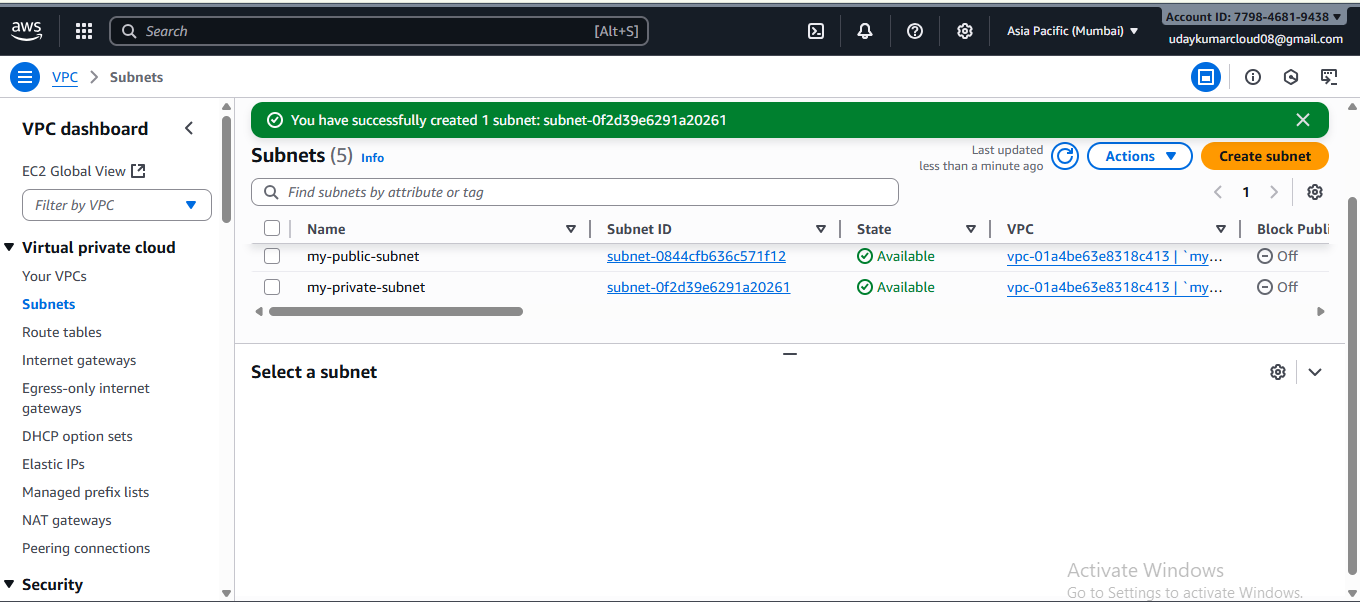 aws
Search [Alt+S]
Asia Pacific (Mumbai)
Account ID: 7798-4681-9438
udaykumarcloud08@gmail.com
VPC Subnets
VPC dashboard
EC2 Global View
Filter by VPC
Virtual private cloud
Your VPCs
Subnets
Route tables
Internet gateways
Egress-only internet
gateways
DHCP option sets
Elastic IPs
Managed prefix lists
NAT gateways
Peering connections
Security
You have successfully created 1 subnet: subnet-0f2d39e6291a20261
Subnets (5) Info
Last updated
less than a minute ago
Actions
Create subnet
Find subnets by attribute or tag
1
Name Subnet ID State VPC Block Publi
my-public-subnet subnet-0844cfb636c571f12 Available vpc-01a4be63e8318c413 | `my... Off
my-private-subnet subnet-0f2d39e6291a20261 Available vpc-01a4be63e8318c413 | `my... Off
Select a subnet
Activate Windows
Go to Settings to activate Windows.